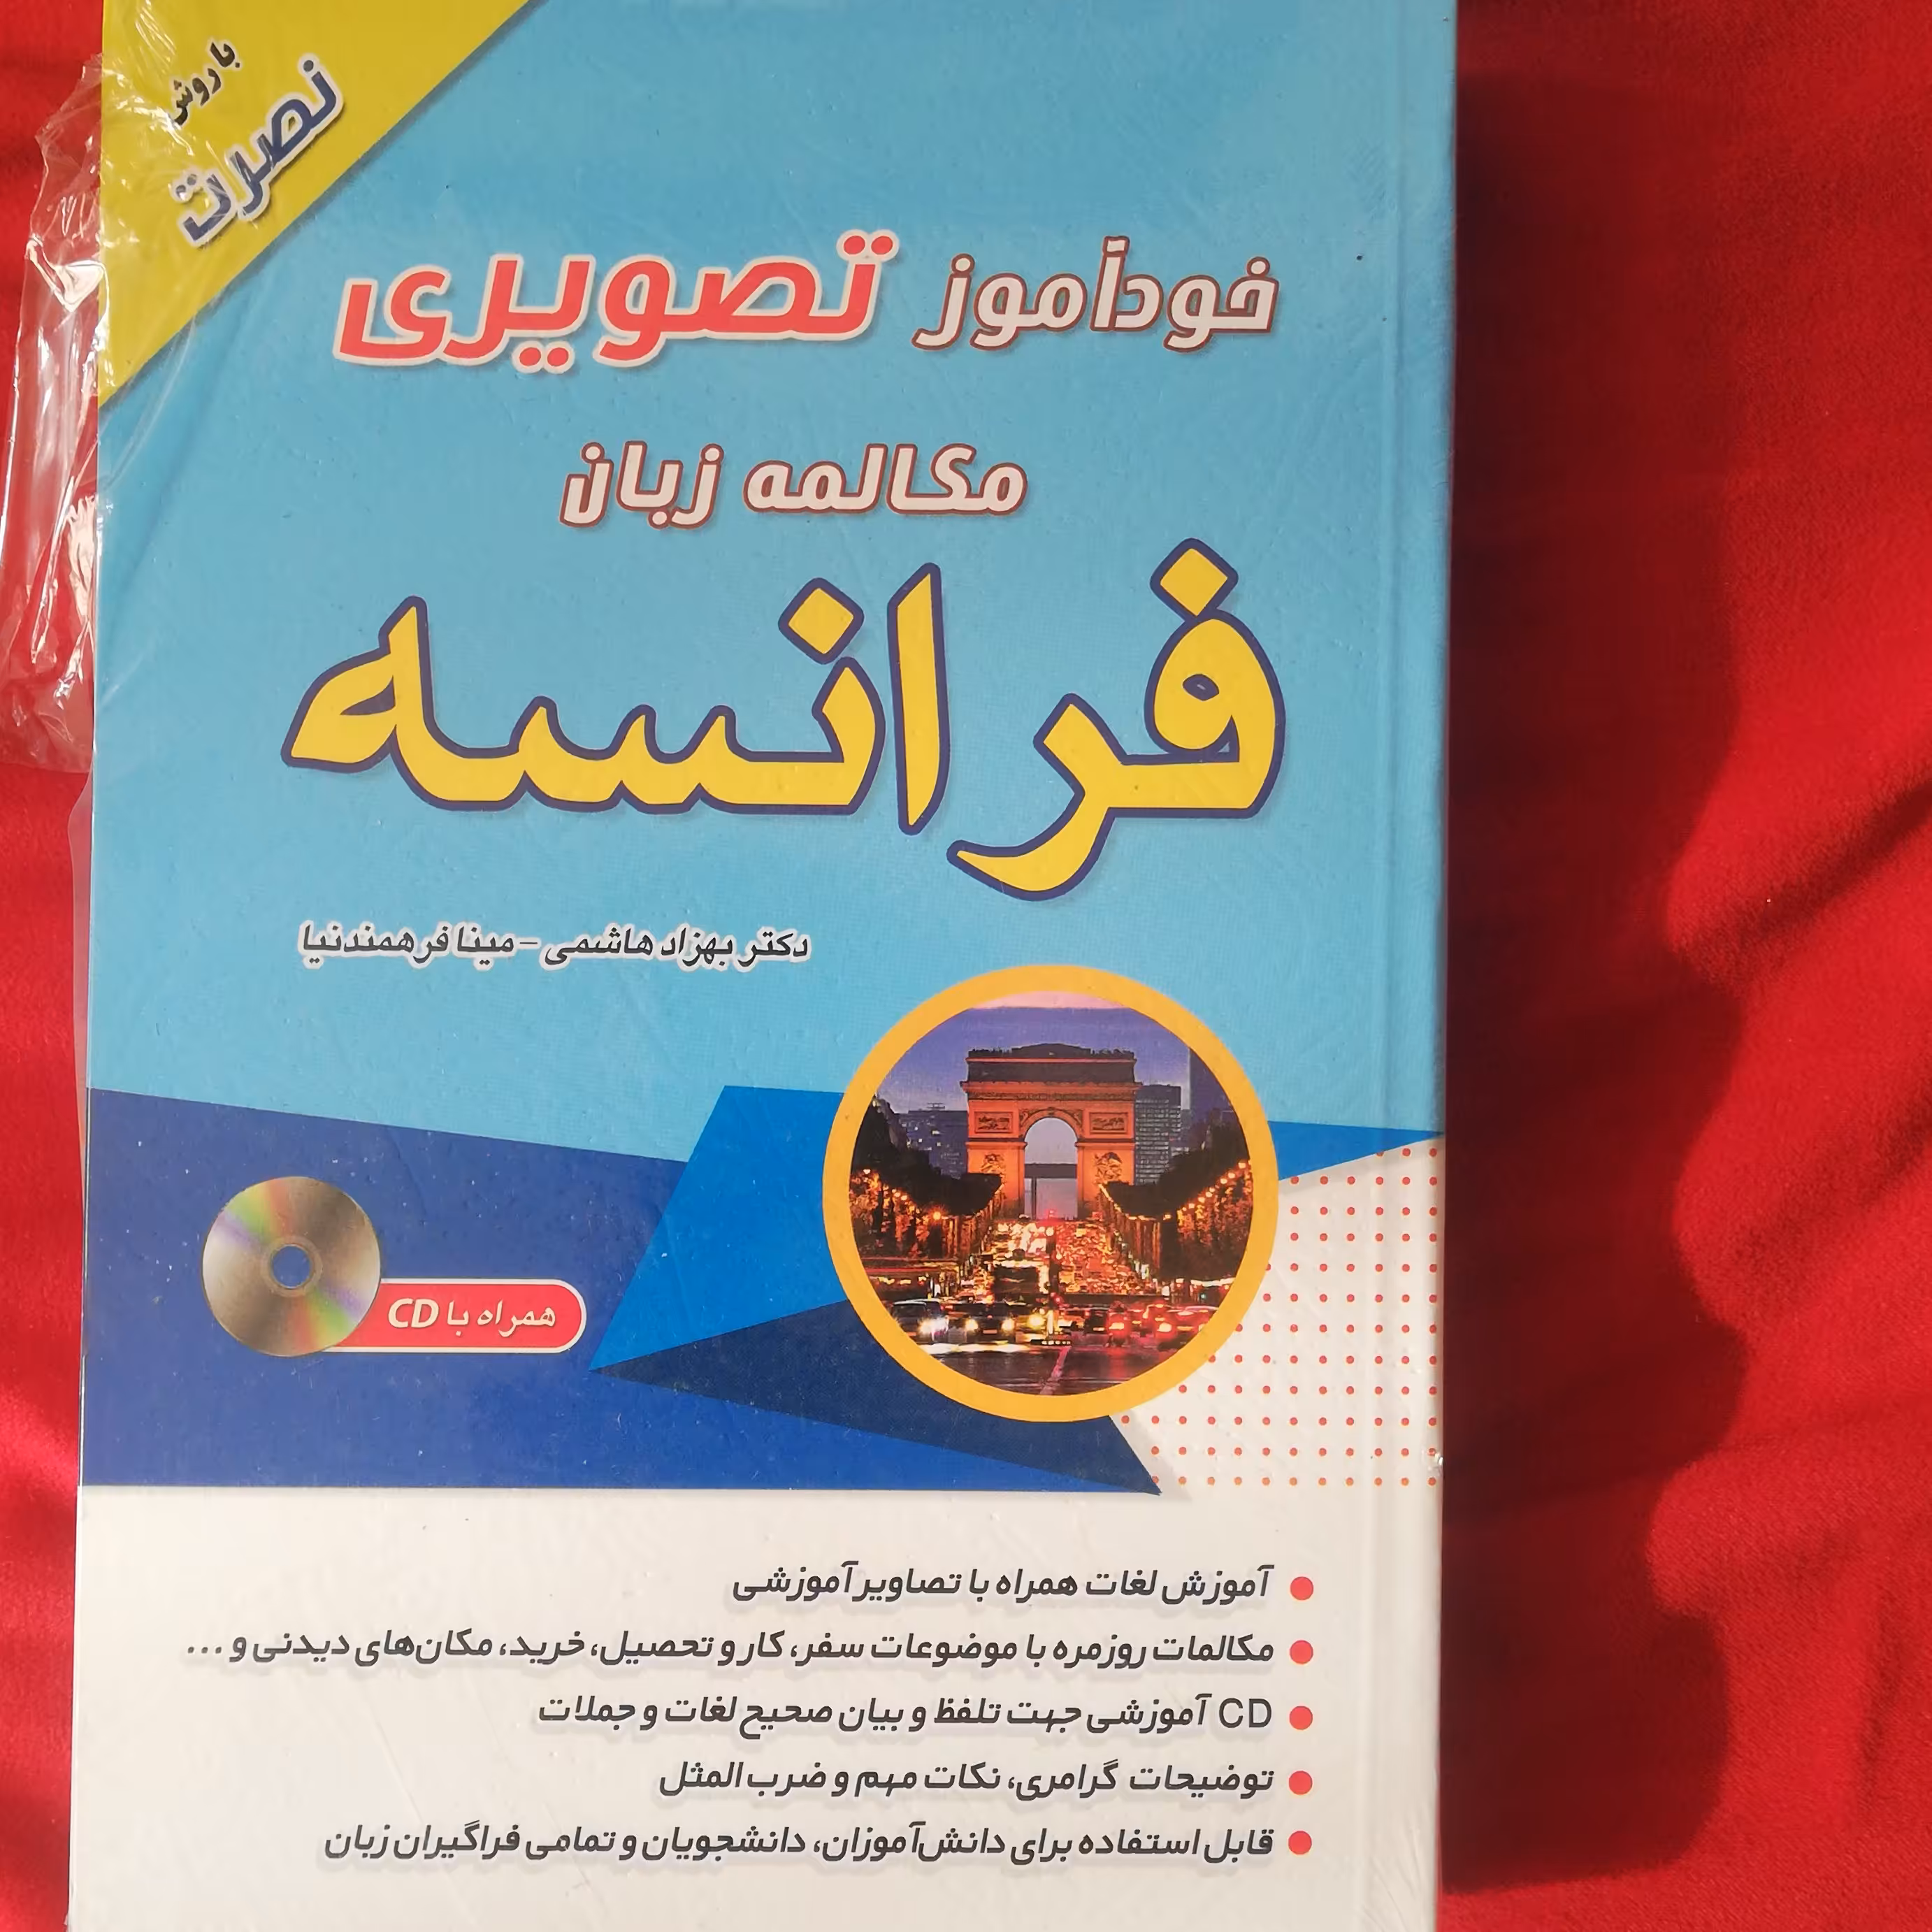 با روش
نصرت
خودآموز تصویری
مکالمه زبان
فرانسه
دکتر بهزاد هاشمی - مینا فرهمندنیا
همراه با CD
آموزش لغات همراه با تصاویر آموزشی
مکالمات روزمره با موضوعات سفر، کار و تحصیل، خرید، مکان‌های دیدنی و ...
CD آموزشی جهت تلفظ و بیان صحیح لغات و جملات
توضیحات گرامری، نکات مهم و ضرب‌المثل
قابل استفاده برای دانش‌آموزان، دانشجویان و تمامی فراگیران زبان